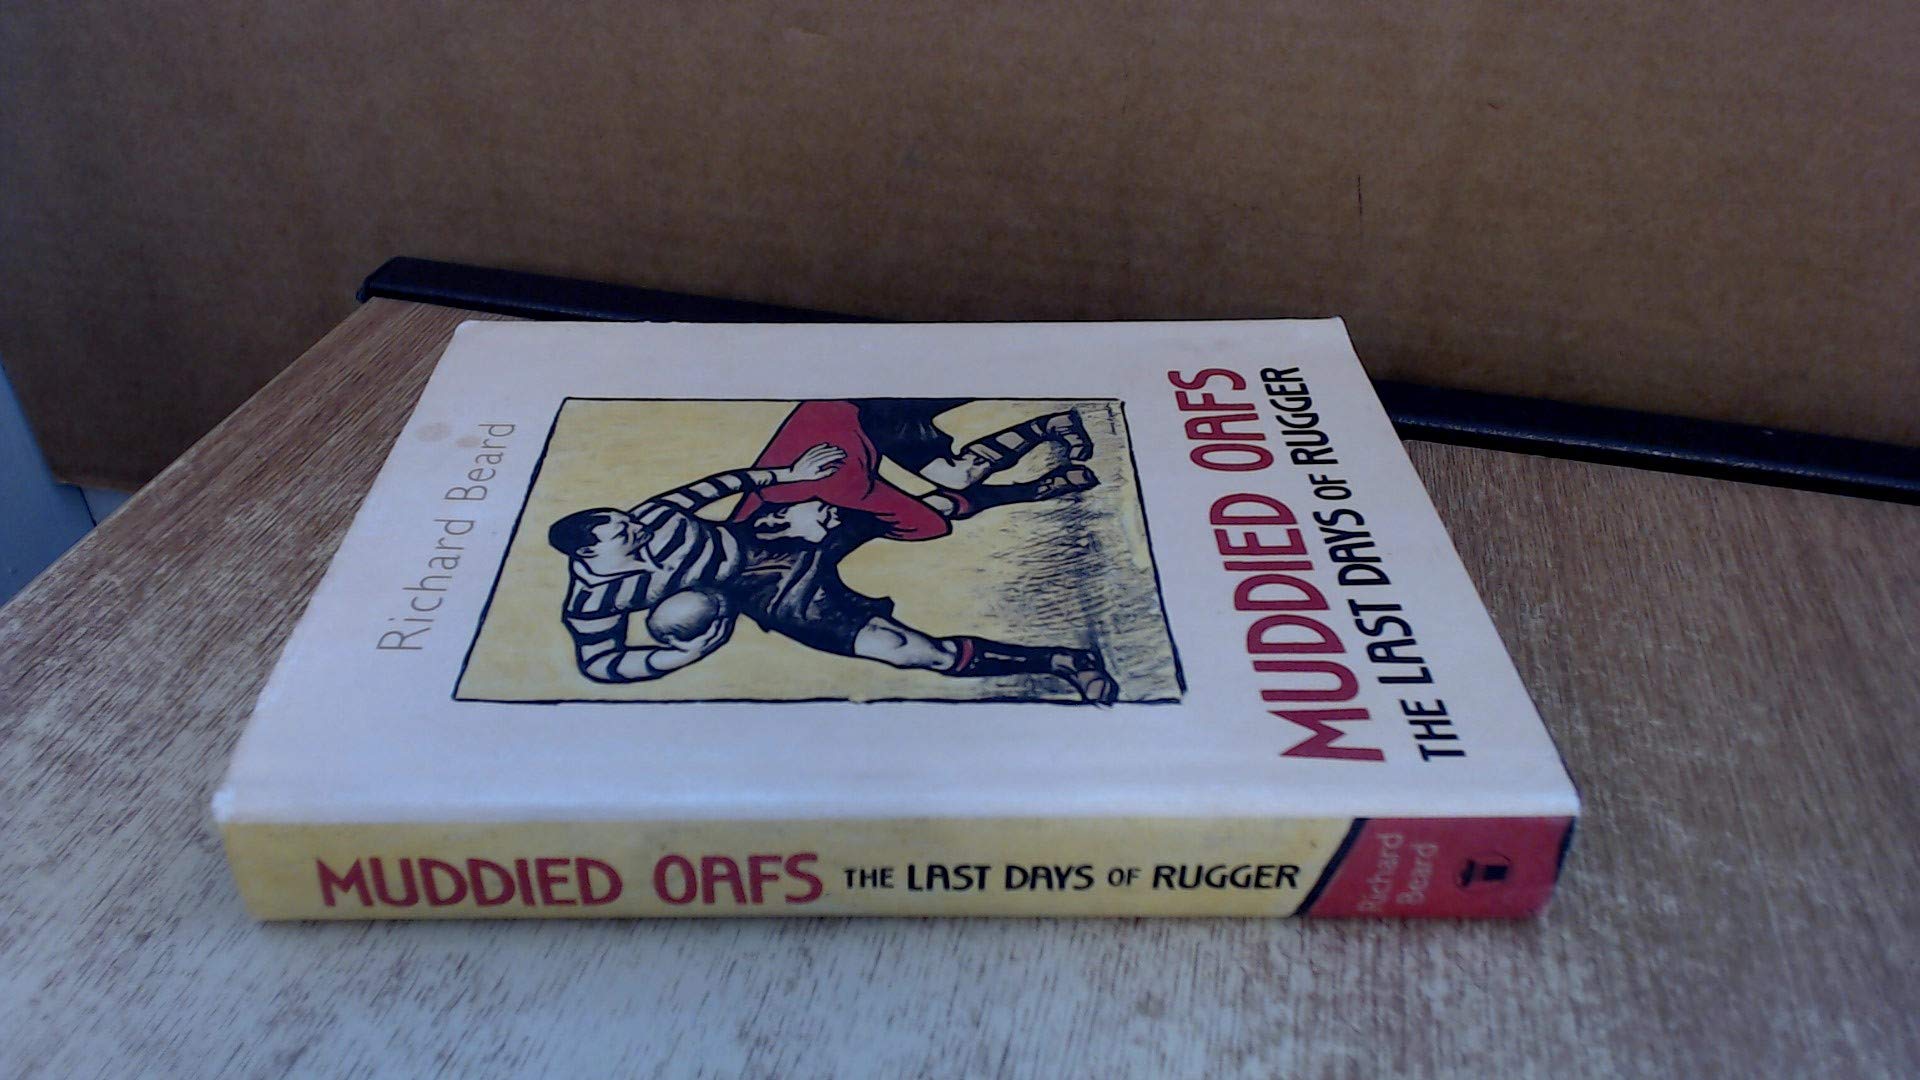 Richard Beard
MUDDIED OAFS
THE LAST DAYS OF RUGGER
MUDDIED OAFS THE LAST DAYS OF RUGGER
Richard
Beard